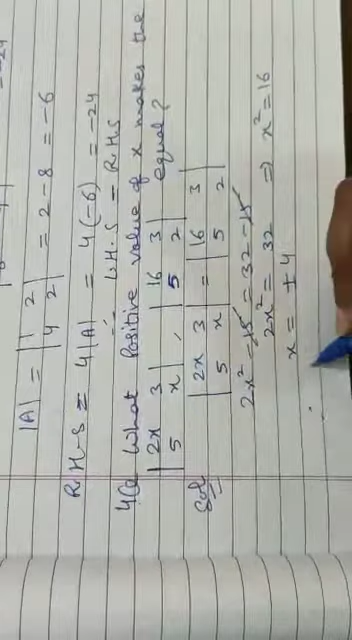 |A| = |1 2| = 2 - 8 = -6
|4 2|
R.H.S = 4|A| = 4(-6) = -24
∴ L.H.S = R.H.S
4Q What Positive value of x makes the
|2x 3| , |16 3| equal?
|5 x| |5 2|
Sol |2x 3| = |16 3|
|5 x| |5 2|
2x² - 15 = 32 - 15
2x² = 32 ⇒ x² = 16
x = ± 4